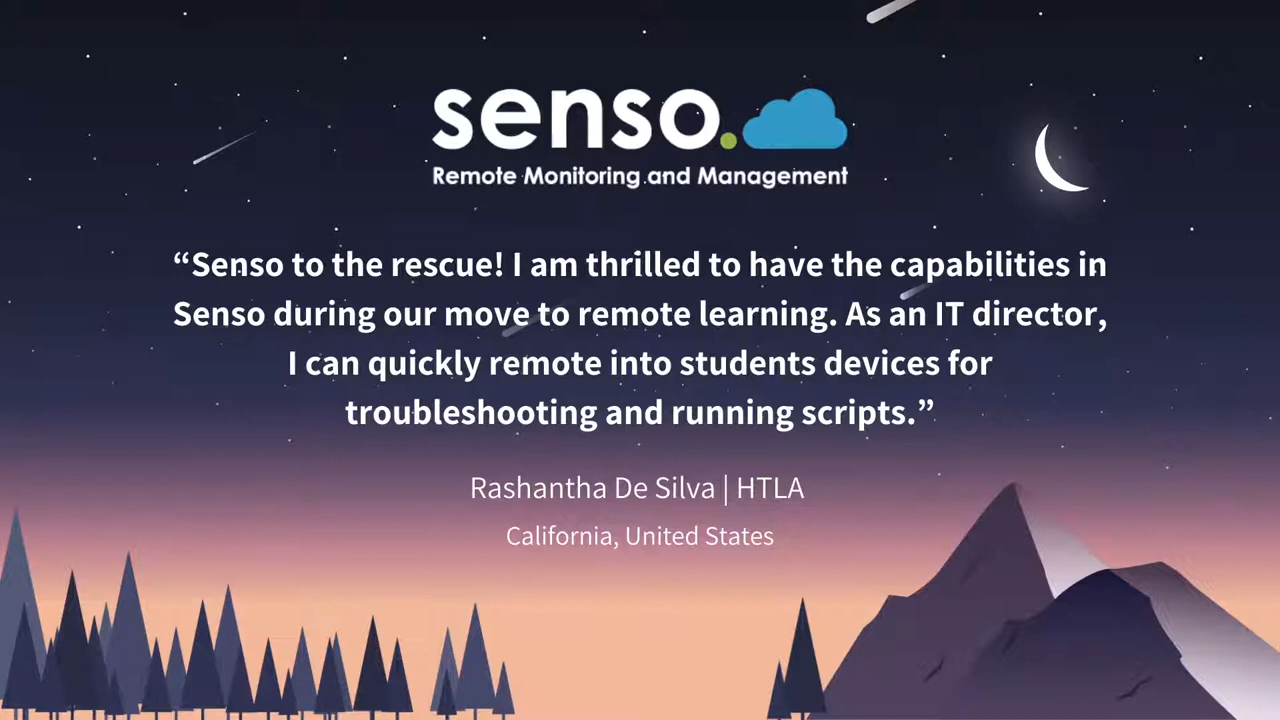 senso.
Remote Monitoring and Management
“Senso to the rescue! I am thrilled to have the capabilities in
Senso during our move to remote learning. As an IT director,
I can quickly remote into students devices for
troubleshooting and running scripts.”
Rashantha De Silva | HTLA
California, United States